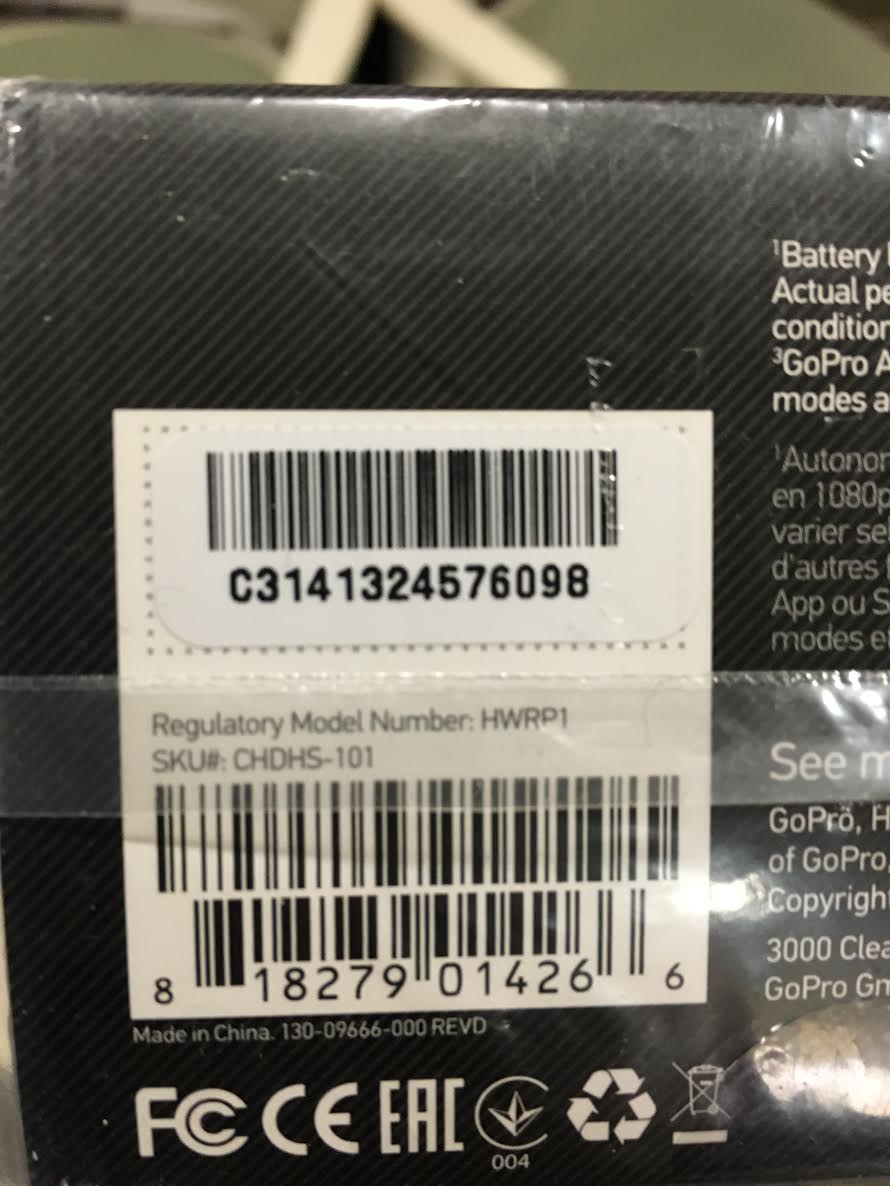 ¹Battery
Actual pe
condition
³GoPro A
modes a
¹Autonor
en 1080p
varier se
d'autres
App ou S
modes et
C3141324576098
Regulatory Model Number: HWRP1
SKU#: CHDHS-101
8 18279 01426 6
Made in China. 130-09666-000 REVD
See m
GoPro, H
of GoPro,
Copyright
3000 Clea
GoPro Gm
FC CE EAC
004